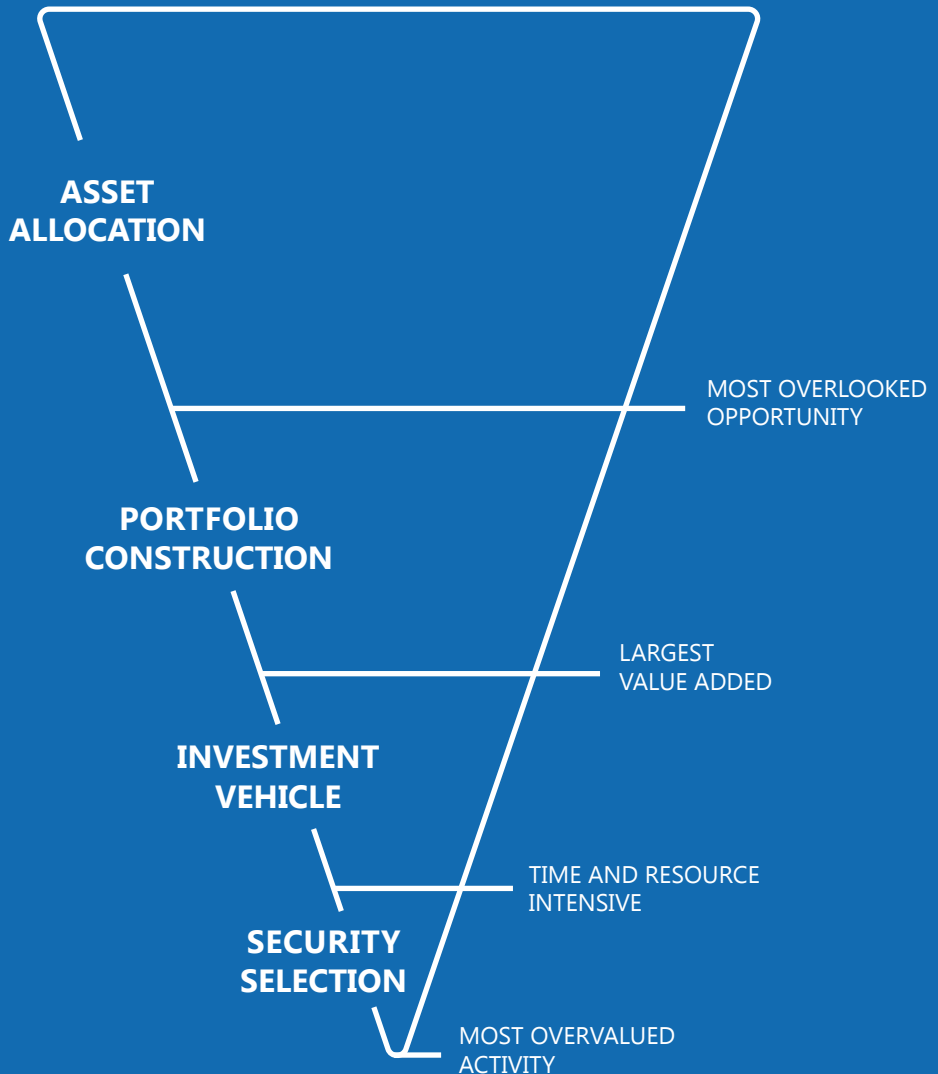 ASSET
ALLOCATION
MOST OVERLOOKED
OPPORTUNITY
PORTFOLIO
CONSTRUCTION
LARGEST
VALUE ADDED
INVESTMENT
VEHICLE
TIME AND RESOURCE
INTENSIVE
SECURITY
SELECTION
MOST OVERVALUED
ACTIVITY